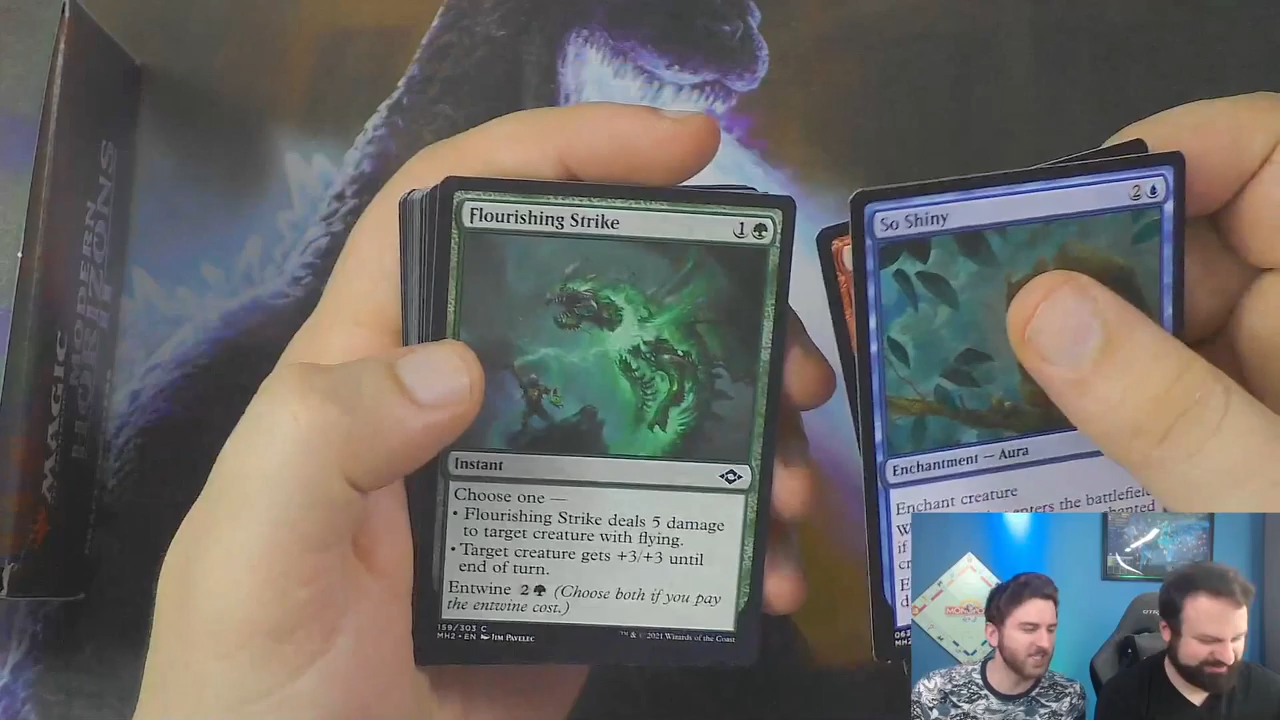 MAGIC
MODERN
HORIZONS
Flourishing Strike
1
Instant
Choose one —
• Flourishing Strike deals 5 damage
to target creature with flying.
• Target creature gets +3/+3 until
end of turn.
Entwine 2 (Choose both if you pay
the entwine cost.)
159/303 C
MH2 • EN JIM PAVELEC
™ & © 2021 Wizards of the Coast
So Shiny
2
Enchantment — Aura
Enchant creature
enters the battlefield
if
MONOPOLY